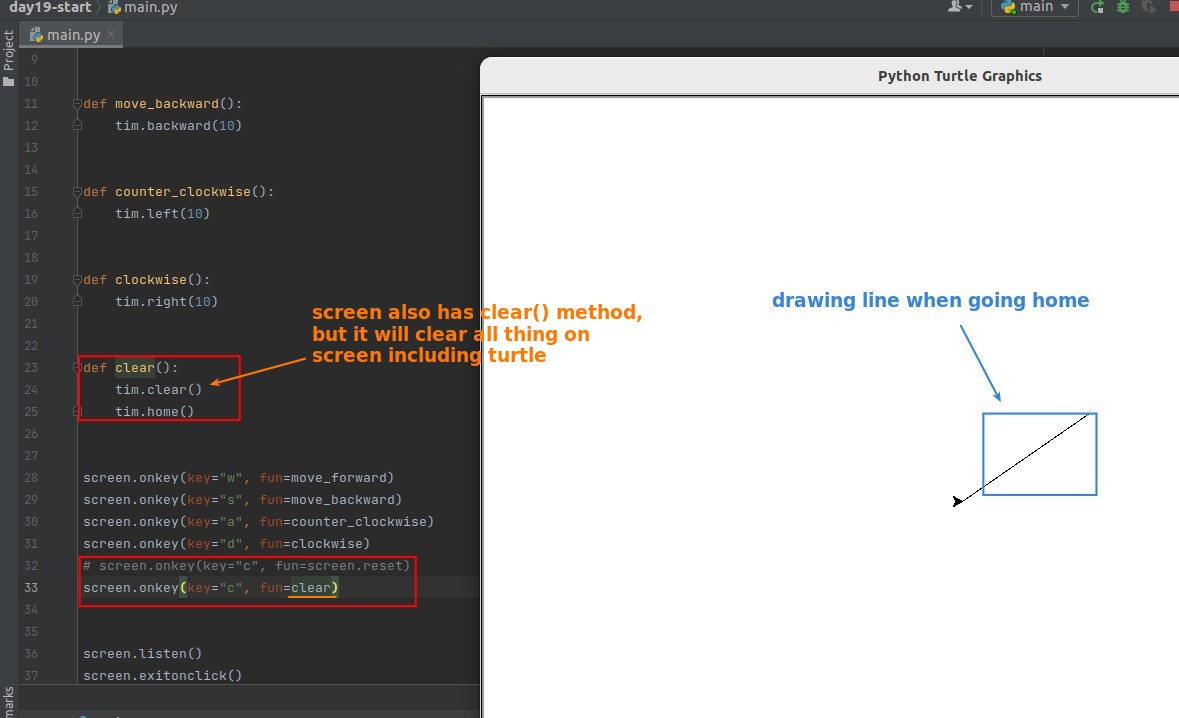 day19-start
main.py
main
Project
main.py
Python Turtle Graphics
9
10
11 def move_backward():
12 tim.backward(10)
13
14
15 def counter_clockwise():
16 tim.left(10)
17
18
19 def clockwise():
20 tim.right(10)
21
22
23 def clear():
24 tim.clear()
25 tim.home()
26
27
28 screen.onkey(key="w", fun=move_forward)
29 screen.onkey(key="s", fun=move_backward)
30 screen.onkey(key="a", fun=counter_clockwise)
31 screen.onkey(key="d", fun=clockwise)
32 # screen.onkey(key="c", fun=screen.reset)
33 screen.onkey(key="c", fun=clear)
34
35
36 screen.listen()
37 screen.exitonclick()
screen also has clear() method,
but it will clear all thing on
screen including turtle
drawing line when going home
marks